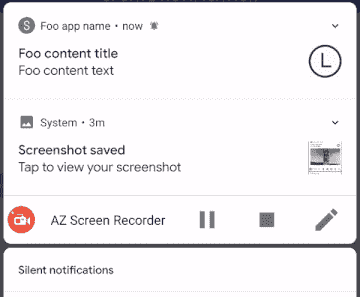 S Foo app name • now
Foo content title
Foo content text
L
System • 3m
Screenshot saved
Tap to view your screenshot
AZ Screen Recorder
Silent notifications